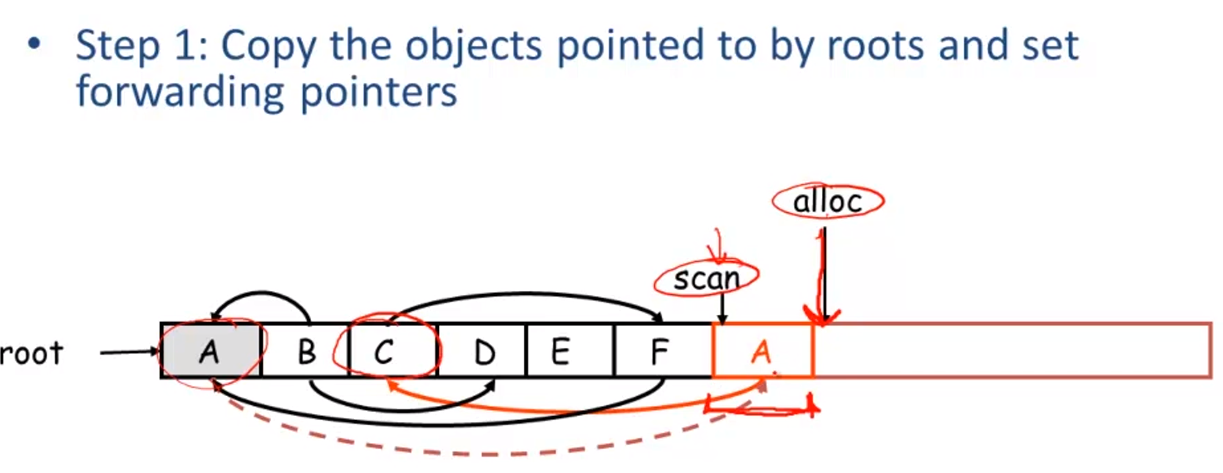 • Step 1: Copy the objects pointed to by roots and set
forwarding pointers
alloc
scan
root A B C D E F A